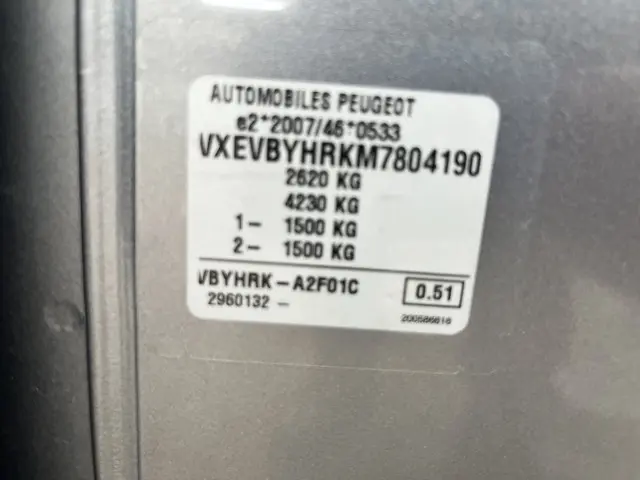 AUTOMOBILES PEUGEOT
e2*2007/46*0533
VXEVBYHRKM7804190
2620 KG
4230 KG
1- 1500 KG
2- 1500 KG
VBYHRK-A2F01C 0.51
2960132 -